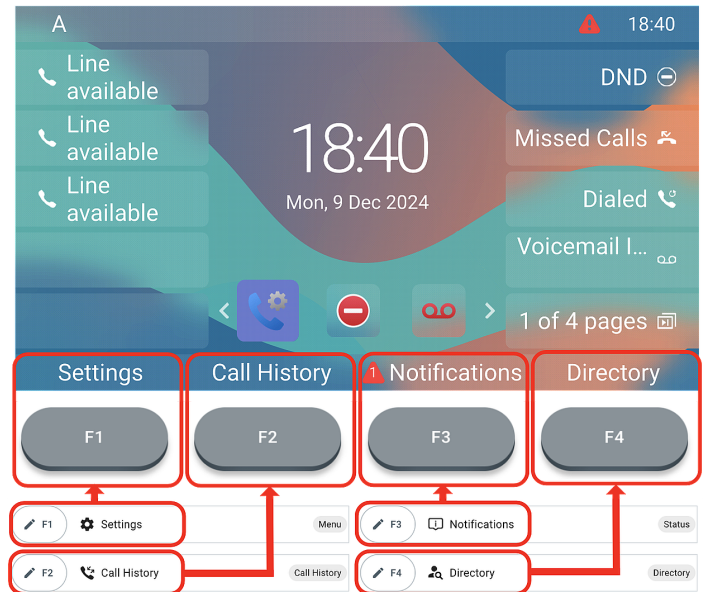 A
18:40
Line
available
Line
available
Line
available
18:40
Mon, 9 Dec 2024
DND
Missed Calls
Dialed
Voicemail I...
1 of 4 pages
Settings
Call History
1 Notifications
Directory
F1
F2
F3
F4
F1 Settings Menu
F3 Notifications Status
F2 Call History Call History
F4 Directory Directory